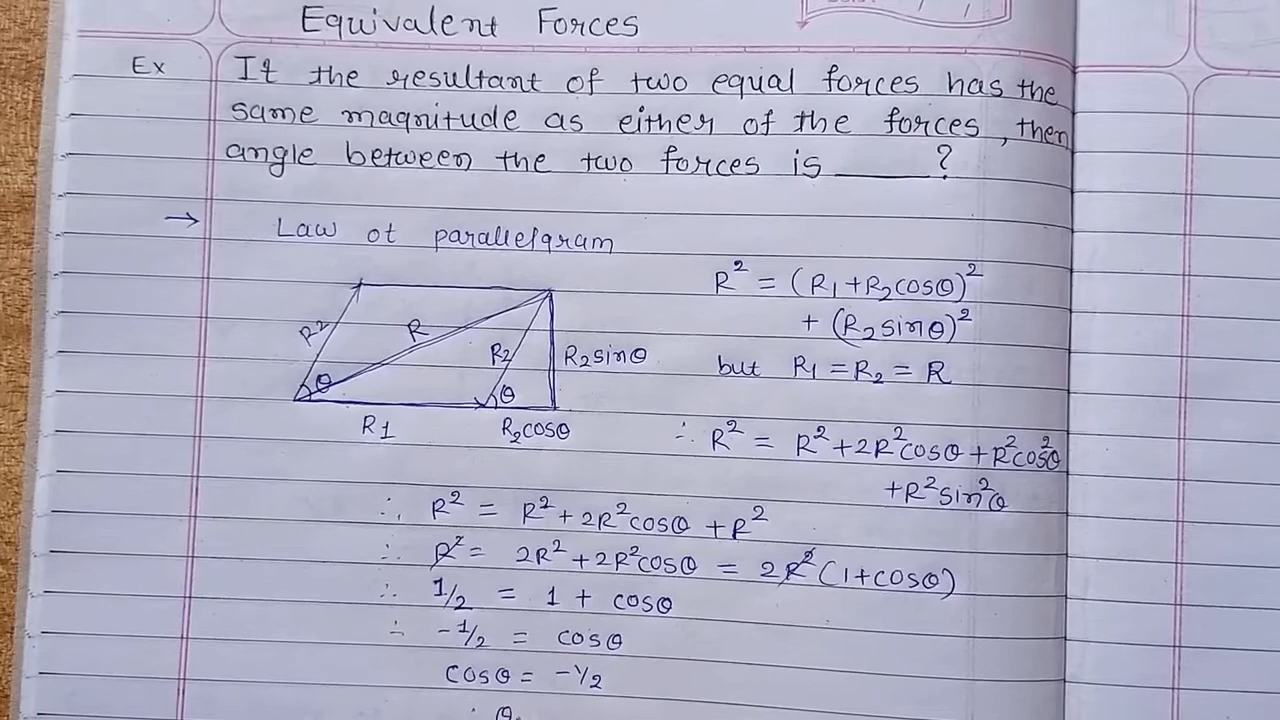 Equivalent Forces
Ex
If the resultant of two equal forces has the
same magnitude as either of the forces, then
angle between the two forces is ______?
→ Law of parallelgram
R² = (R₁+R₂cosθ)²
+ (R₂sinθ)²
but R₁ = R₂ = R
R2
R
R₂
R₂sinθ
θ
θ
R1
R₂cosθ
∴ R² = R²+2R²cosθ+R²cos²θ
+R²sin²θ
∴ R² = R²+2R²cosθ+R²
∴ R² = 2R²+2R²cosθ = 2R²(1+cosθ)
∴ 1/2 = 1 + cosθ
∴ -1/2 = cosθ
cosθ = -1/2